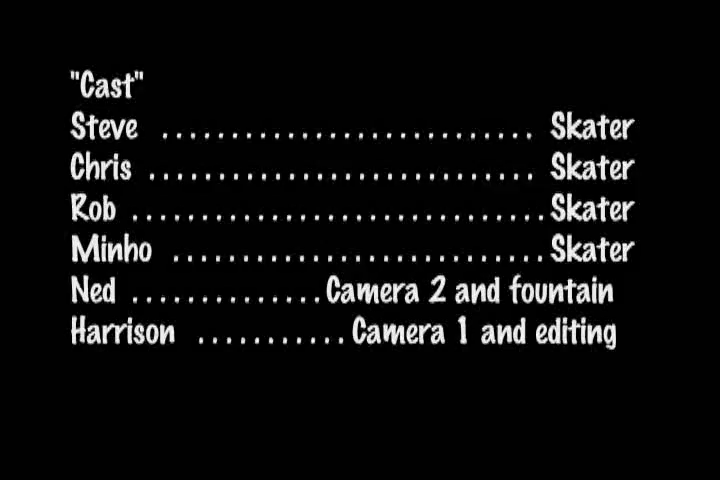 "Cast"
Steve ........................... Skater
Chris ............................ Skater
Rob ..............................Skater
Minho ...........................Skater
Ned ..............Camera 2 and fountain
Harrison ...........Camera 1 and editing